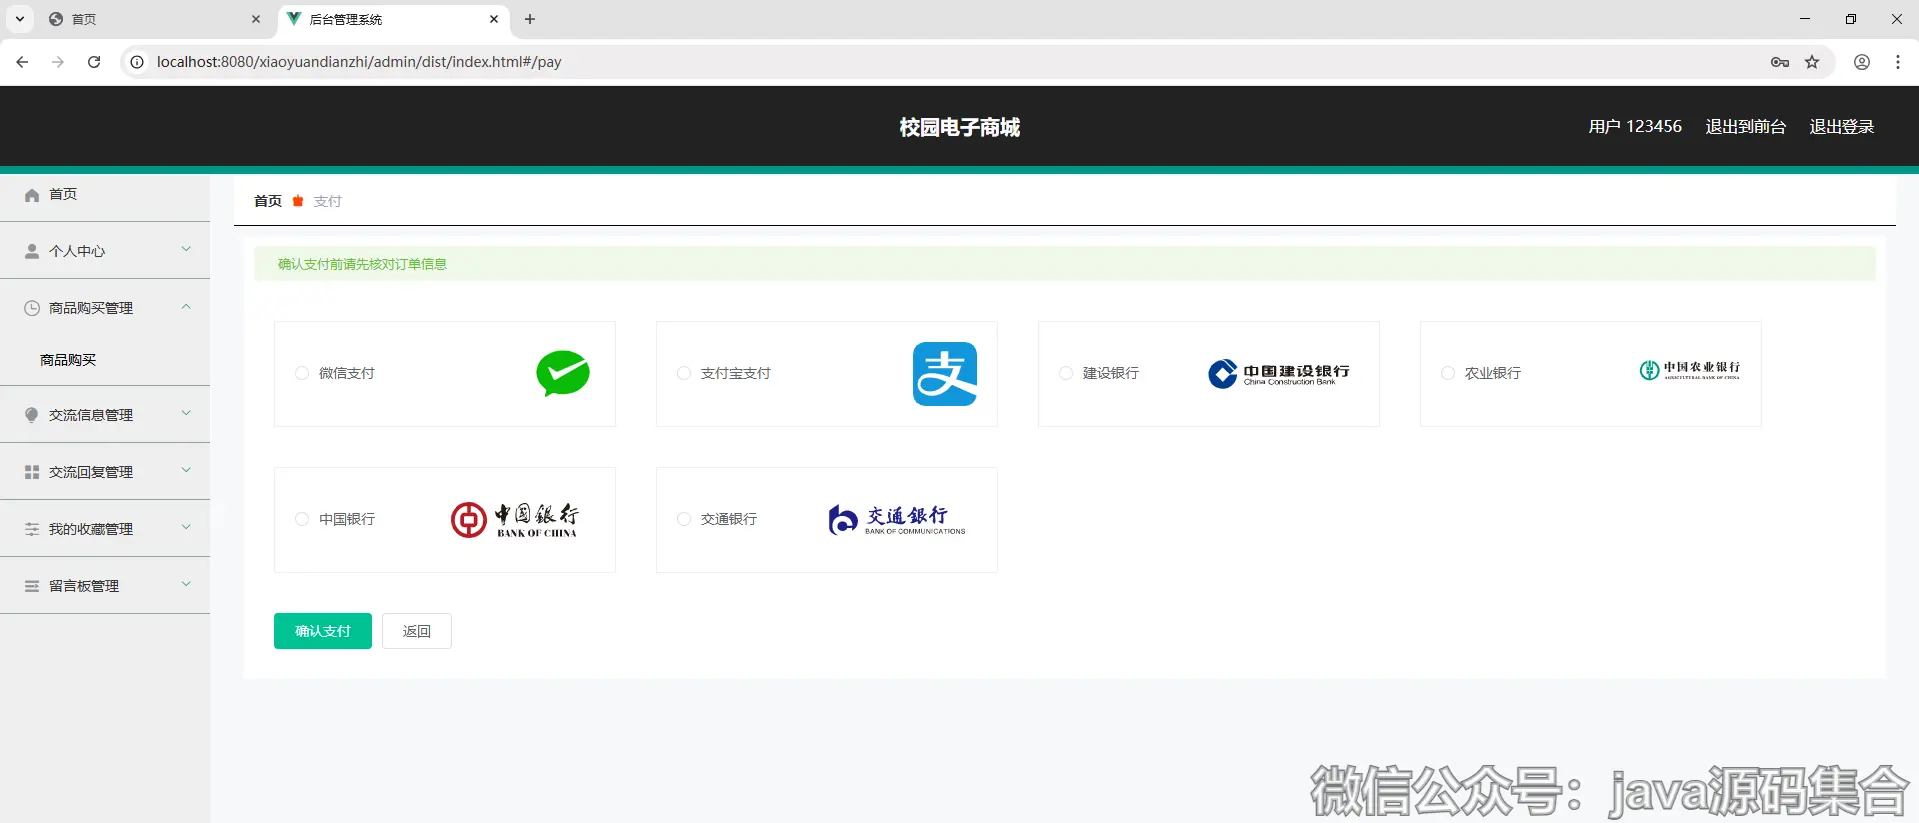 首页
后台管理系统
localhost:8080/xiaoyuandianzhi/admin/dist/index.html#/pay
校园电子商城
用户 123456 退出到前台 退出登录
首页
个人中心
商品购买管理
商品购买
交流信息管理
交流回复管理
我的收藏管理
留言板管理
首页 支付
确认支付前请先核对订单信息
微信支付
支付宝支付
支
建设银行
中国建设银行
China Construction Bank
农业银行
中国农业银行
AGRICULTURAL BANK OF CHINA
中国银行
中國銀行
BANK OF CHINA
交通银行
交通銀行
BANK OF COMMUNICATIONS
确认支付 返回
微信公众号：java源码集合